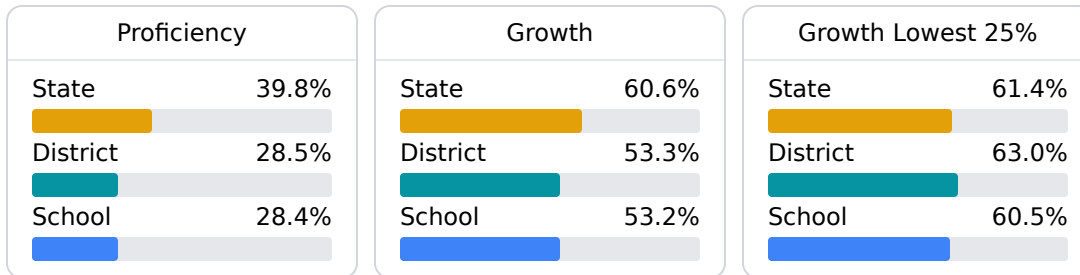 Proficiency
State 39.8%
District 28.5%
School 28.4%
Growth
State 60.6%
District 53.3%
School 53.2%
Growth Lowest 25%
State 61.4%
District 63.0%
School 60.5%